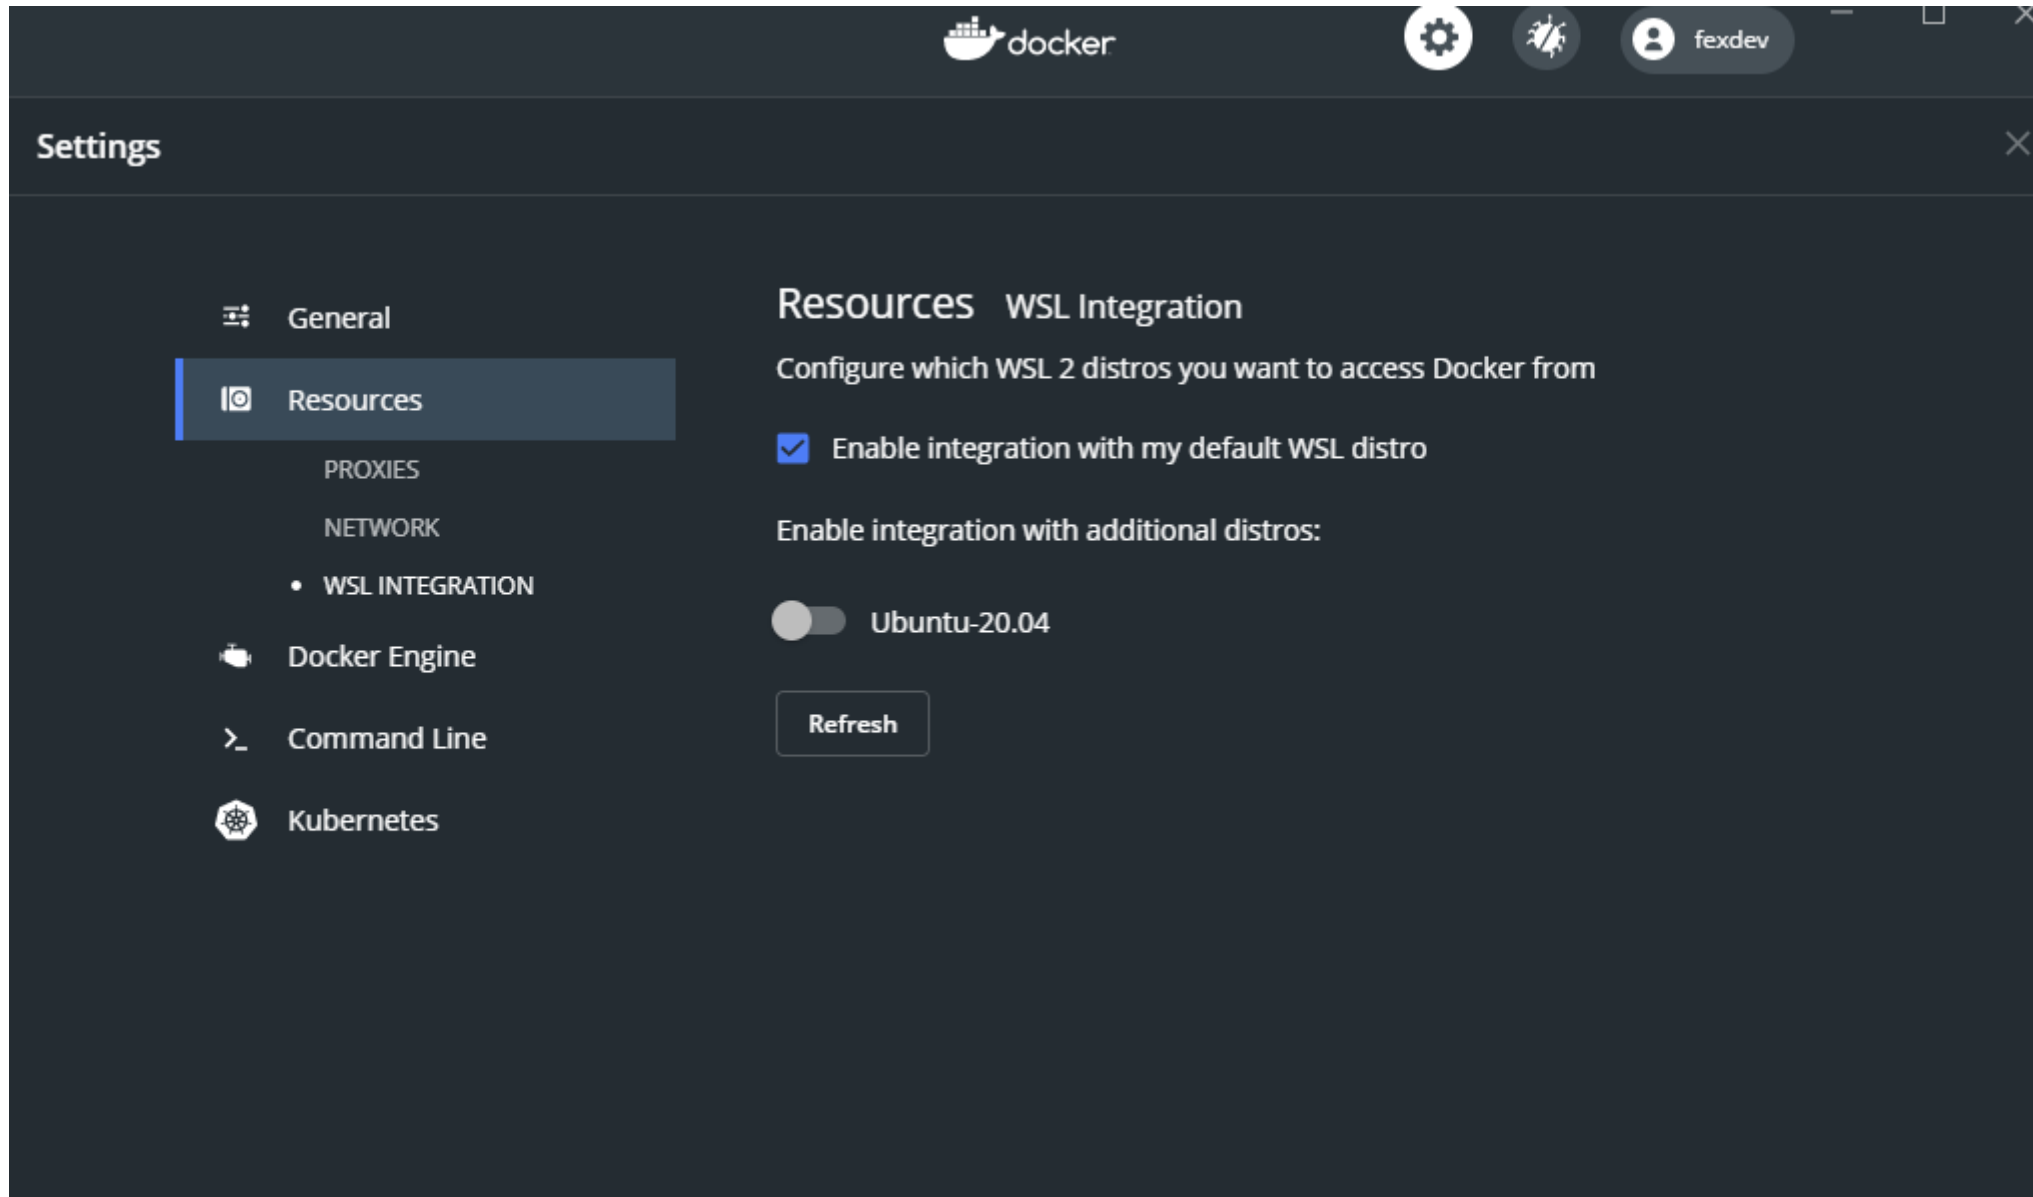 docker
fexdev
Settings
General
Resources
PROXIES
NETWORK
WSL INTEGRATION
Docker Engine
Command Line
Kubernetes
Resources WSL Integration
Configure which WSL 2 distros you want to access Docker from
Enable integration with my default WSL distro
Enable integration with additional distros:
Ubuntu-20.04
Refresh